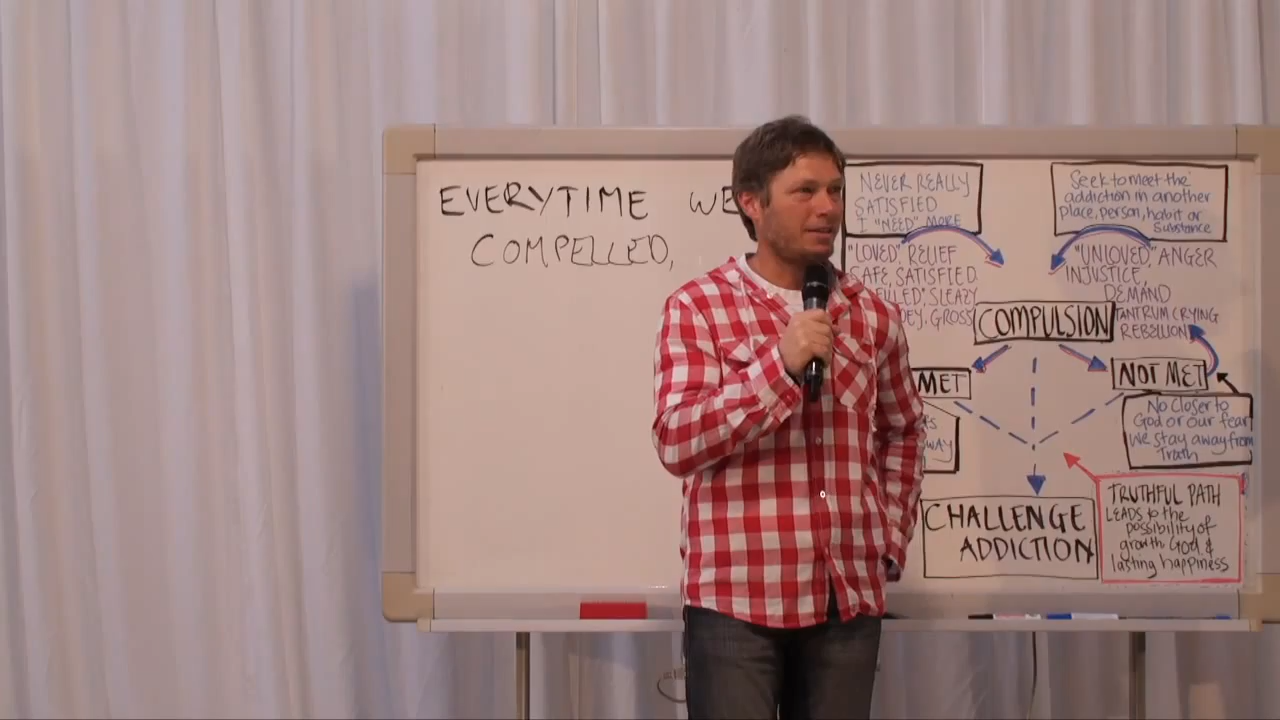 EVERYTIME WE
COMPELLED,
NEVER REALLY
SATISFIED
I "NEED" MORE
"LOVED", RELIEF
SAFE, SATISFIED
SLEAZY
GROSS
Seek to meet the
addiction in another
place, person, habit or
Substance
"UNLOVED," ANGER
INJUSTICE,
DEMAND
TANTRUM CRYING
REBELLION
COMPULSION
MET
NOT MET
WAY
No Closer to
God or our fear
We stay away from
Truth
CHALLENGE
ADDICTION
TRUTHFUL PATH
LEADS to the
possibility of
growth God &
lasting happiness